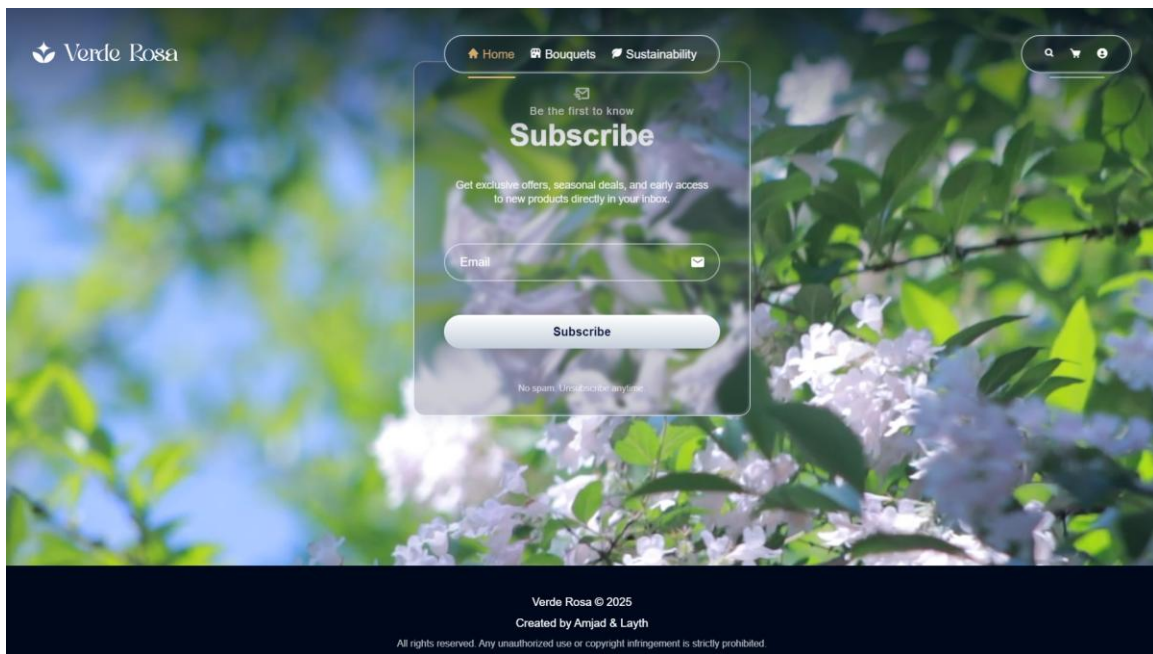 Verde Rosa
Home Bouquets Sustainability
Be the first to know
Subscribe
Get exclusive offers, seasonal deals, and early access
to new products directly in your inbox.
Email
Subscribe
No spam. Unsubscribe anytime.
Verde Rosa © 2025
Created by Amjad & Layth
All rights reserved. Any unauthorized use or copyright infringement is strictly prohibited.